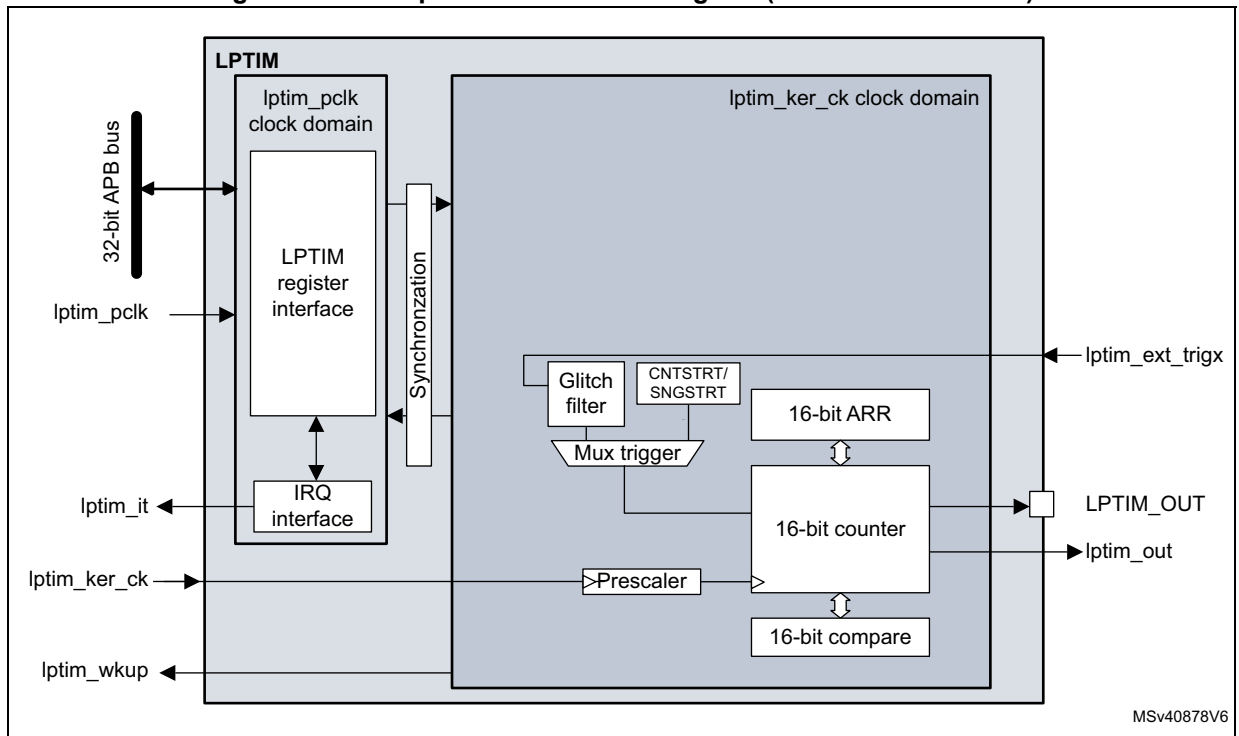 LPTIM
lptim_pclk
clock domain
lptim_ker_ck clock domain
32-bit APB bus
LPTIM
register
interface
Synchronzation
lptim_pclk
lptim_ext_trigx
Glitch
filter
CNTSTRT/
SNGSTRT
16-bit ARR
Mux trigger
IRQ
interface
lptim_it
16-bit counter
LPTIM_OUT
lptim_out
lptim_ker_ck
Prescaler
16-bit compare
lptim_wkup
MSv40878V6